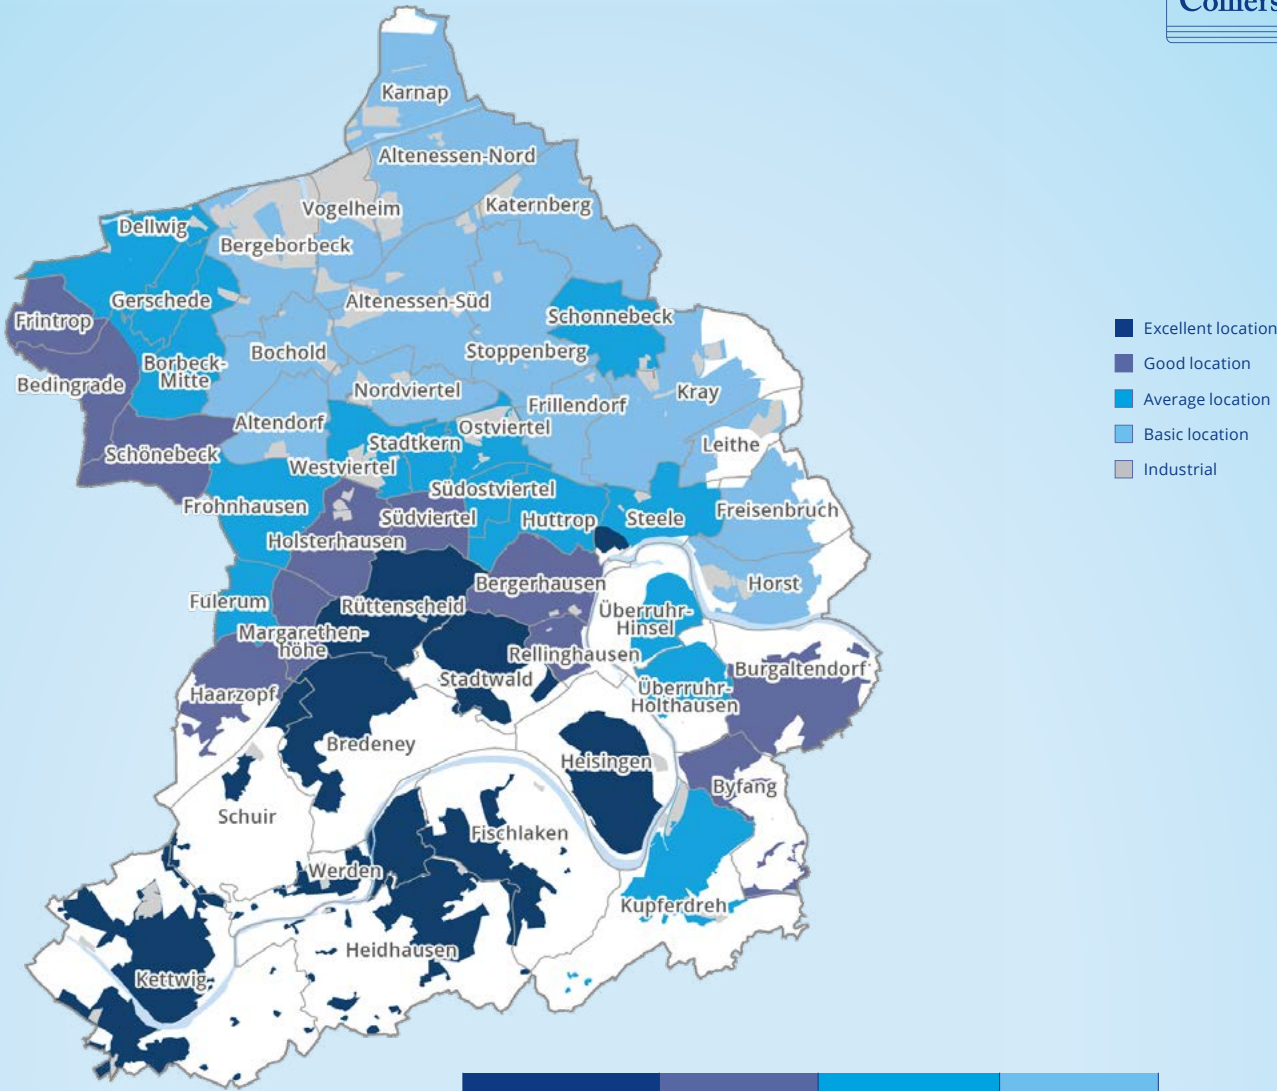 Karnap
Altenessen-Nord
Vogelheim
Katernberg
Dellwig
Bergeborbeck
Gerschede
Altenessen-Süd
Schonnebeck
Frintrop
Bochold
Stoppenberg
Borbeck-
Mitte
Bedingrade
Nordviertel
Kray
Frillendorf
Altendorf
Ostviertel
Stadtkern
Leithe
Schönebeck
Westviertel
Südostviertel
Frohnhausen
Südviertel
Huttrop
Steele
Freisenbruch
Holsterhausen
Bergerhausen
Horst
Fulerum
Rüttenscheid
Überruhr-
Hinsel
Margarethen-
höhe
Rellinghausen
Stadtwald
Burgaltendorf
Haarzopf
Überruhr-
Holthausen
Bredeney
Heisingen
Byfang
Schuir
Fischlaken
Werden
Kupferdreh
Heidhausen
Kettwig
Excellent location
Good location
Average location
Basic location
Industrial